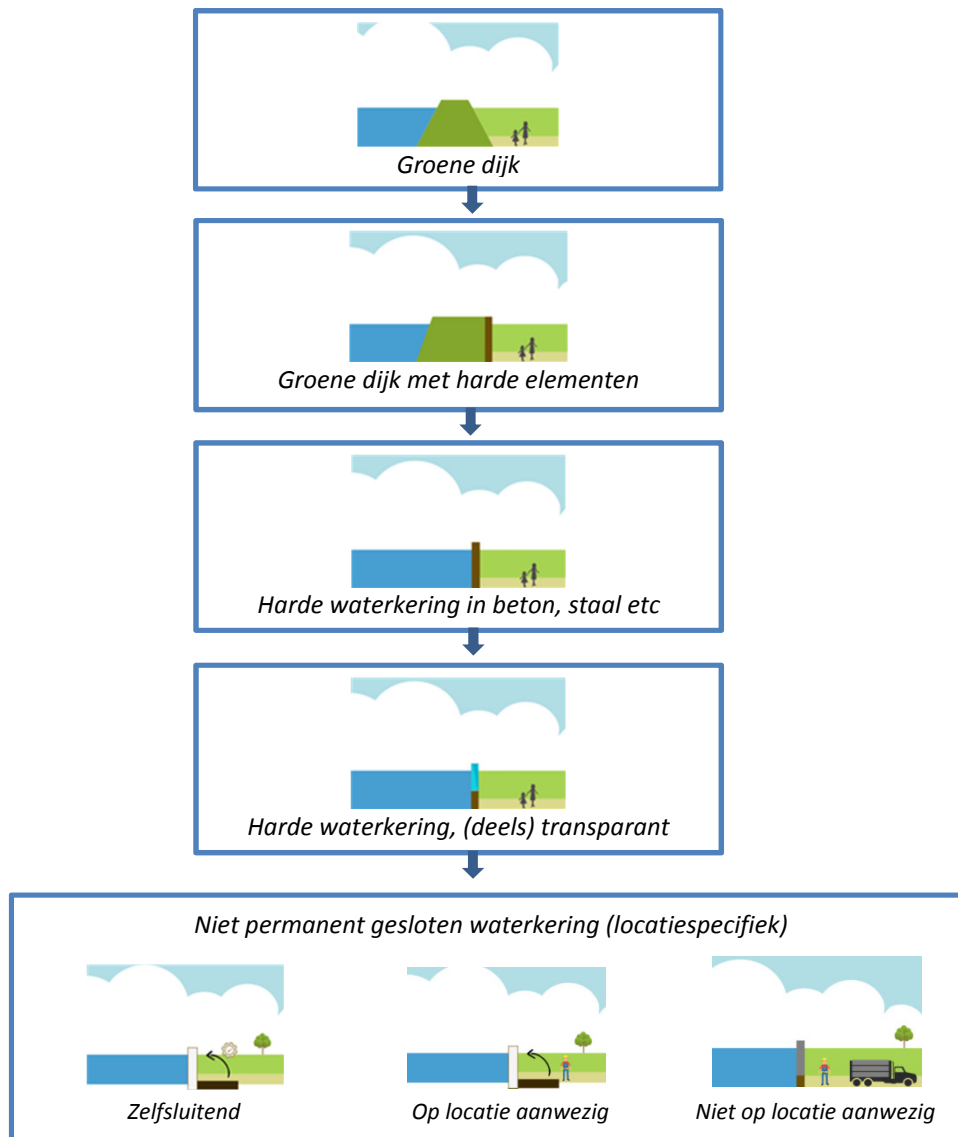 Groene dijk
Groene dijk met harde elementen
Harde waterkering in beton, staal etc
Harde waterkering, (deels) transparant
Niet permanent gesloten waterkering (locatiespecifiek)
Zelfsluitend
Op locatie aanwezig
Niet op locatie aanwezig